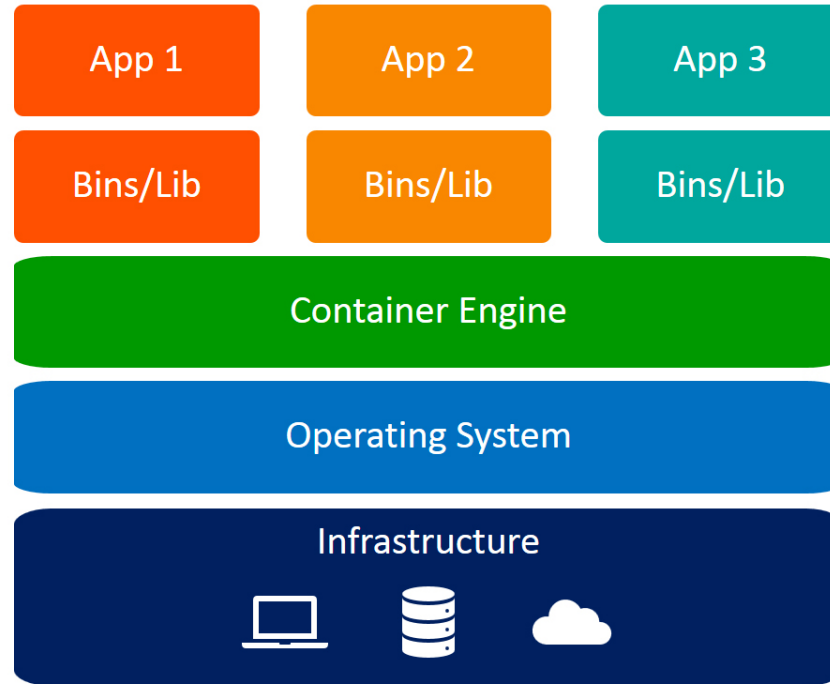 App 1
App 2
App 3
Bins/Lib
Bins/Lib
Bins/Lib
Container Engine
Operating System
Infrastructure